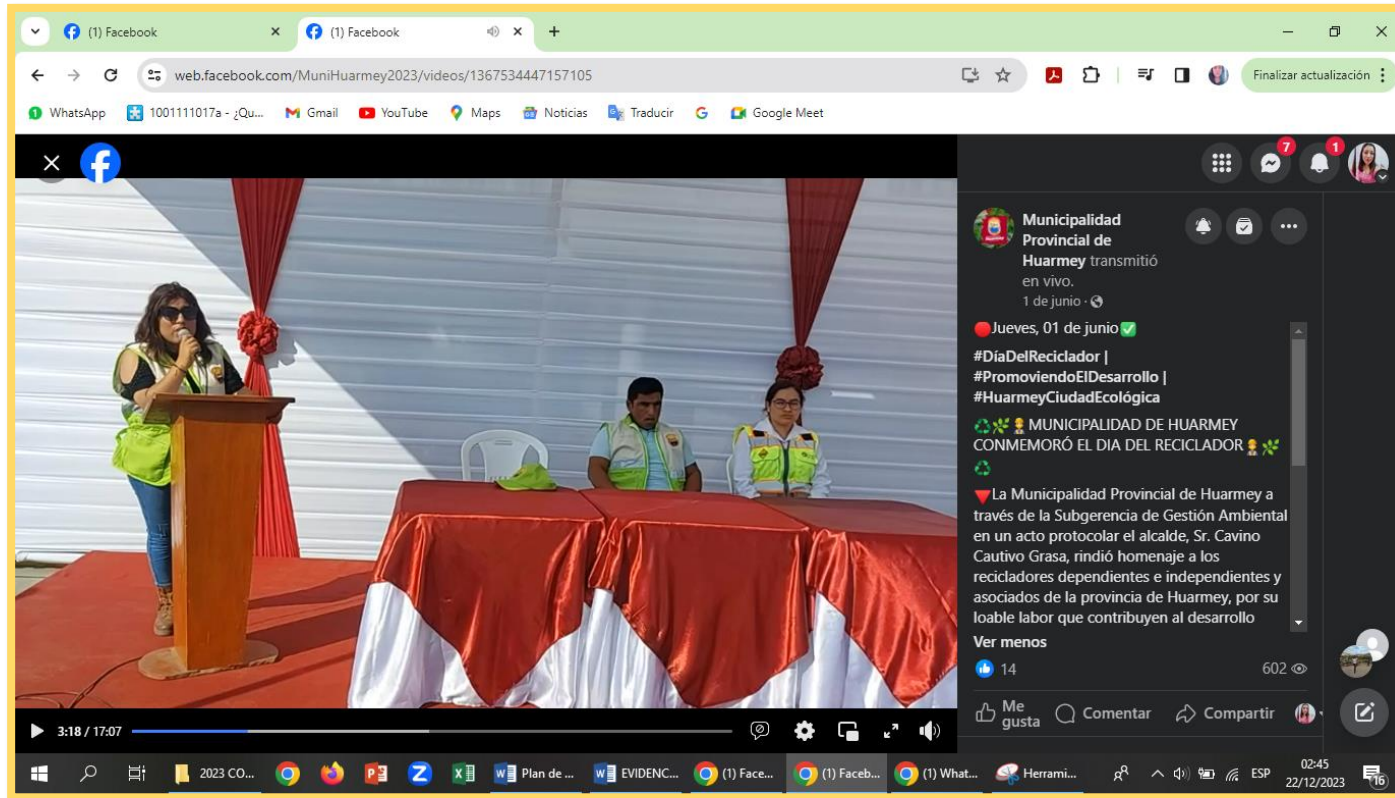 (1) Facebook
(1) Facebook
web.facebook.com/MuniHuarmey2023/videos/1367534447157105
Finalizar actualización
WhatsApp
1001111017a - ¿Qu...
Gmail
YouTube
Maps
Noticias
Traducir
Google Meet
7
1
Municipalidad
Provincial de
Huarmey transmitió
en vivo.
1 de junio ·
Jueves, 01 de junio
#DíaDelReciclador |
#PromoviendoElDesarrollo |
#HuarmeyCiudadEcológica
MUNICIPALIDAD DE HUARMEY
CONMEMORÓ EL DIA DEL RECICLADOR
La Municipalidad Provincial de Huarmey a
través de la Subgerencia de Gestión Ambiental
en un acto protocolar el alcalde, Sr. Cavino
Cautivo Grasa, rindió homenaje a los
recicladores dependientes e independientes y
asociados de la provincia de Huarmey, por su
loable labor que contribuyen al desarrollo
Ver menos
14
602
Me
gusta
Comentar
Compartir
3:18 / 17:07
2023 CO...
Plan de ...
EVIDENC...
(1) Face...
(1) Faceb...
(1) What...
Herrami...
ESP
02:45
22/12/2023
16